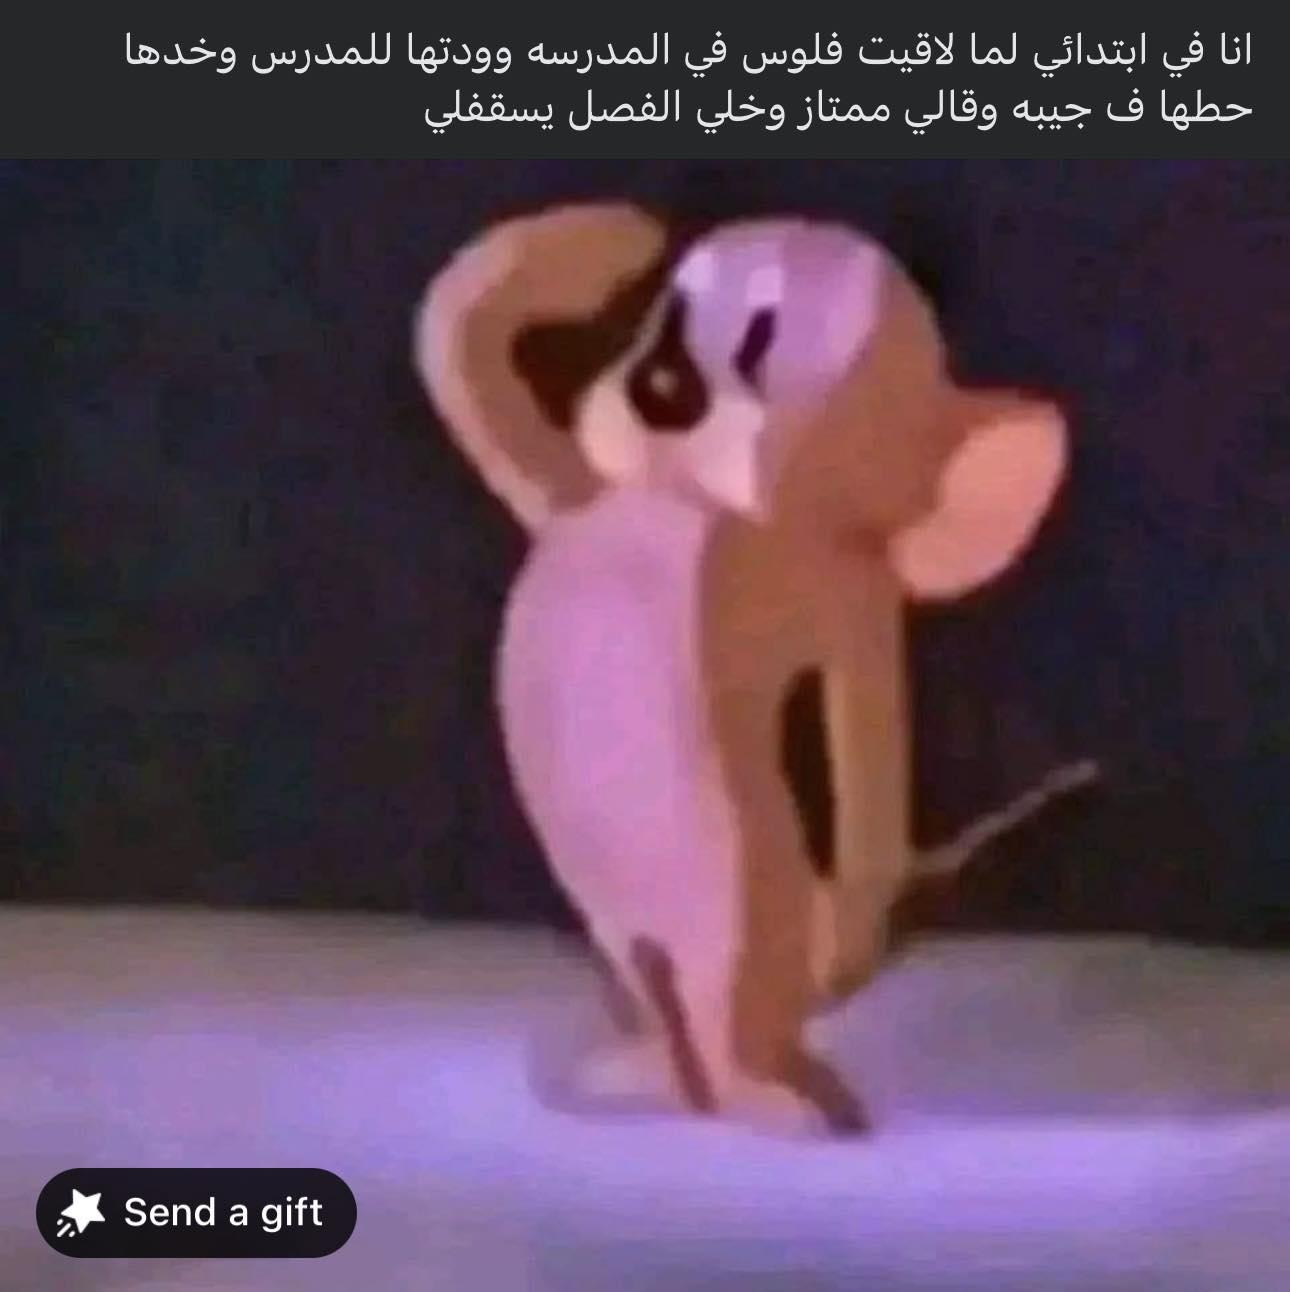 انا في ابتدائي لما لاقيت فلوس في المدرسه وودتها للمدرس وخدها
حطها ف جيبه وقالي ممتاز وخلي الفصل يسقفلي
Send a gift